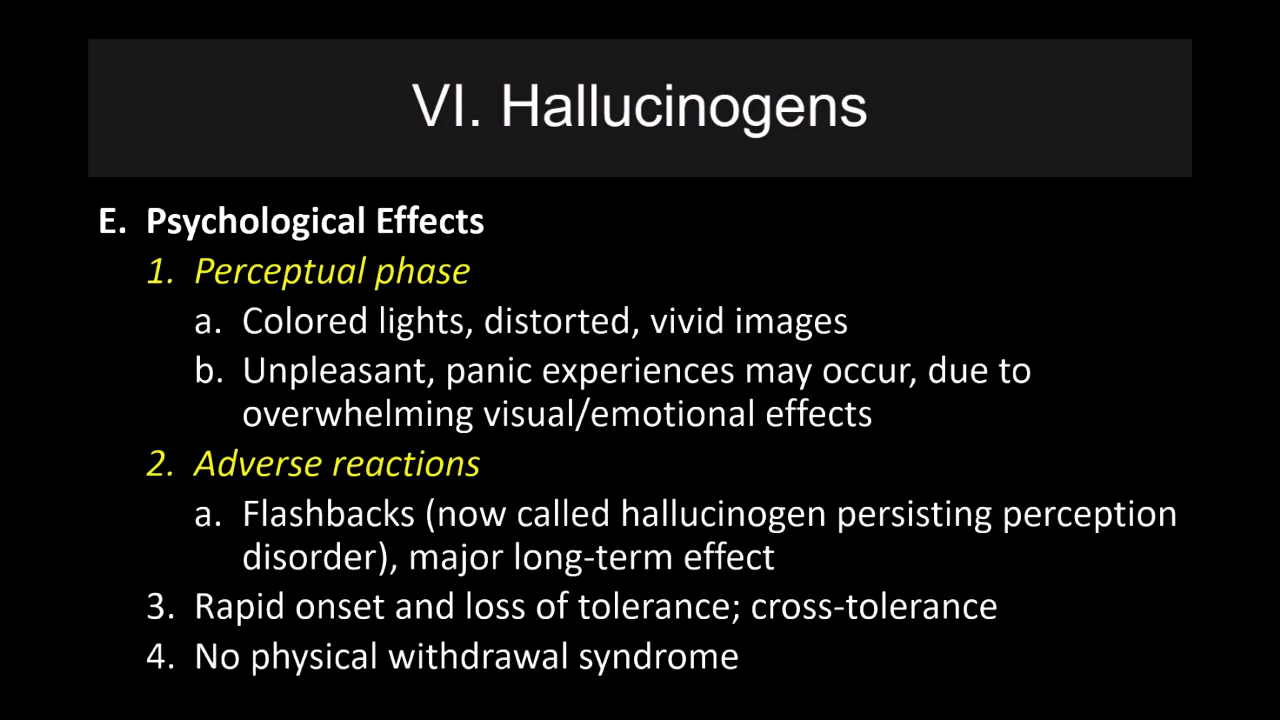 VI. Hallucinogens
E. Psychological Effects
1. Perceptual phase
a. Colored lights, distorted, vivid images
b. Unpleasant, panic experiences may occur, due to
overwhelming visual/emotional effects
2. Adverse reactions
a. Flashbacks (now called hallucinogen persisting perception
disorder), major long-term effect
3. Rapid onset and loss of tolerance; cross-tolerance
4. No physical withdrawal syndrome